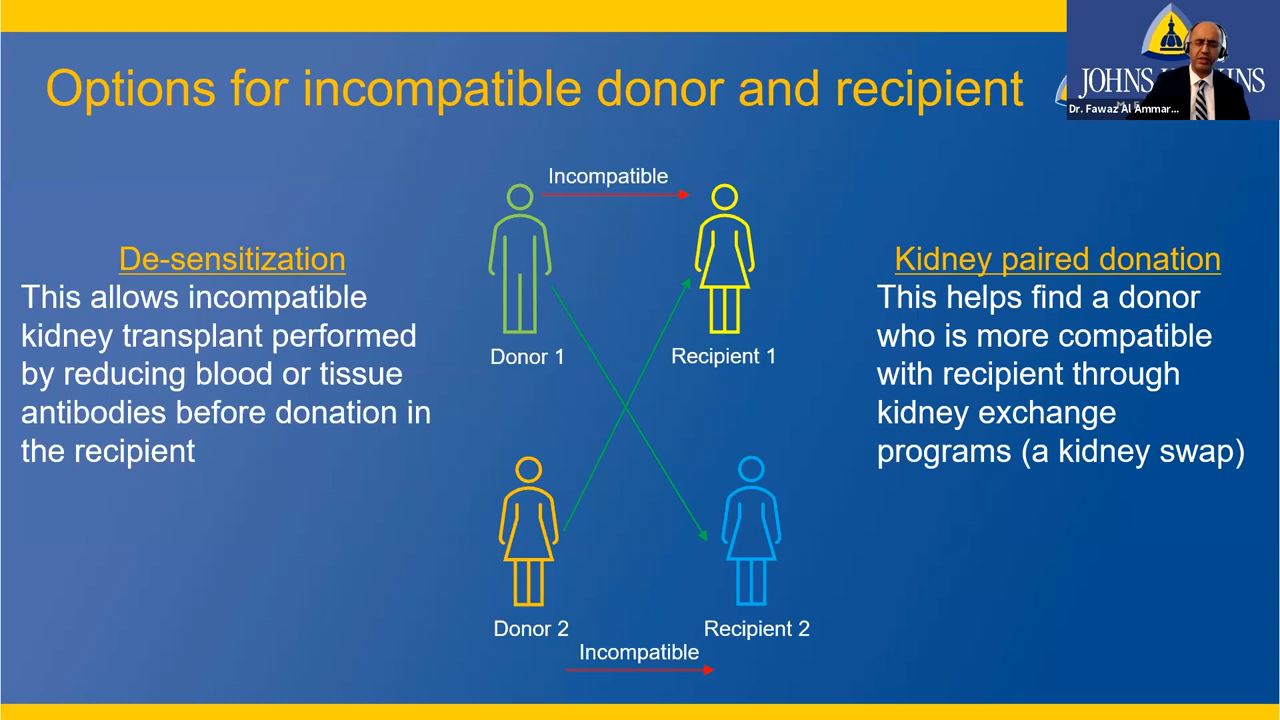 Options for incompatible donor and recipient
JOHNS
Dr. Fawaz Al Ammar...
Incompatible
De-sensitization
This allows incompatible
kidney transplant performed
by reducing blood or tissue
antibodies before donation in
the recipient
Donor 1
Recipient 1
Kidney paired donation
This helps find a donor
who is more compatible
with recipient through
kidney exchange
programs (a kidney swap)
Donor 2
Recipient 2
Incompatible